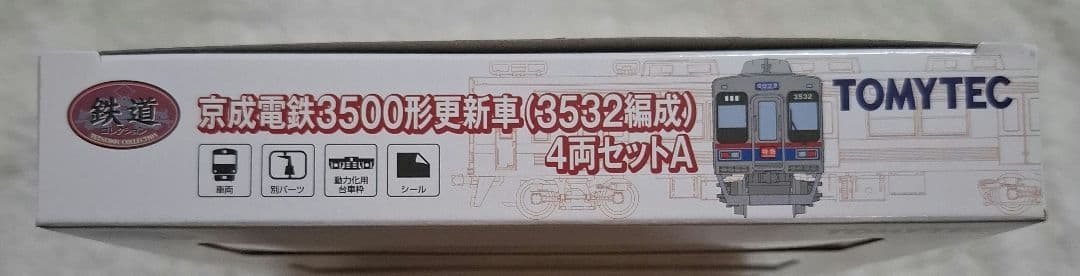 鉄道
コレクション
京成電鉄3500形更新車(3532編成)
4両セットA
車両
別パーツ
動力化用
台車枠
シール
3532
特急
TOMYTEC